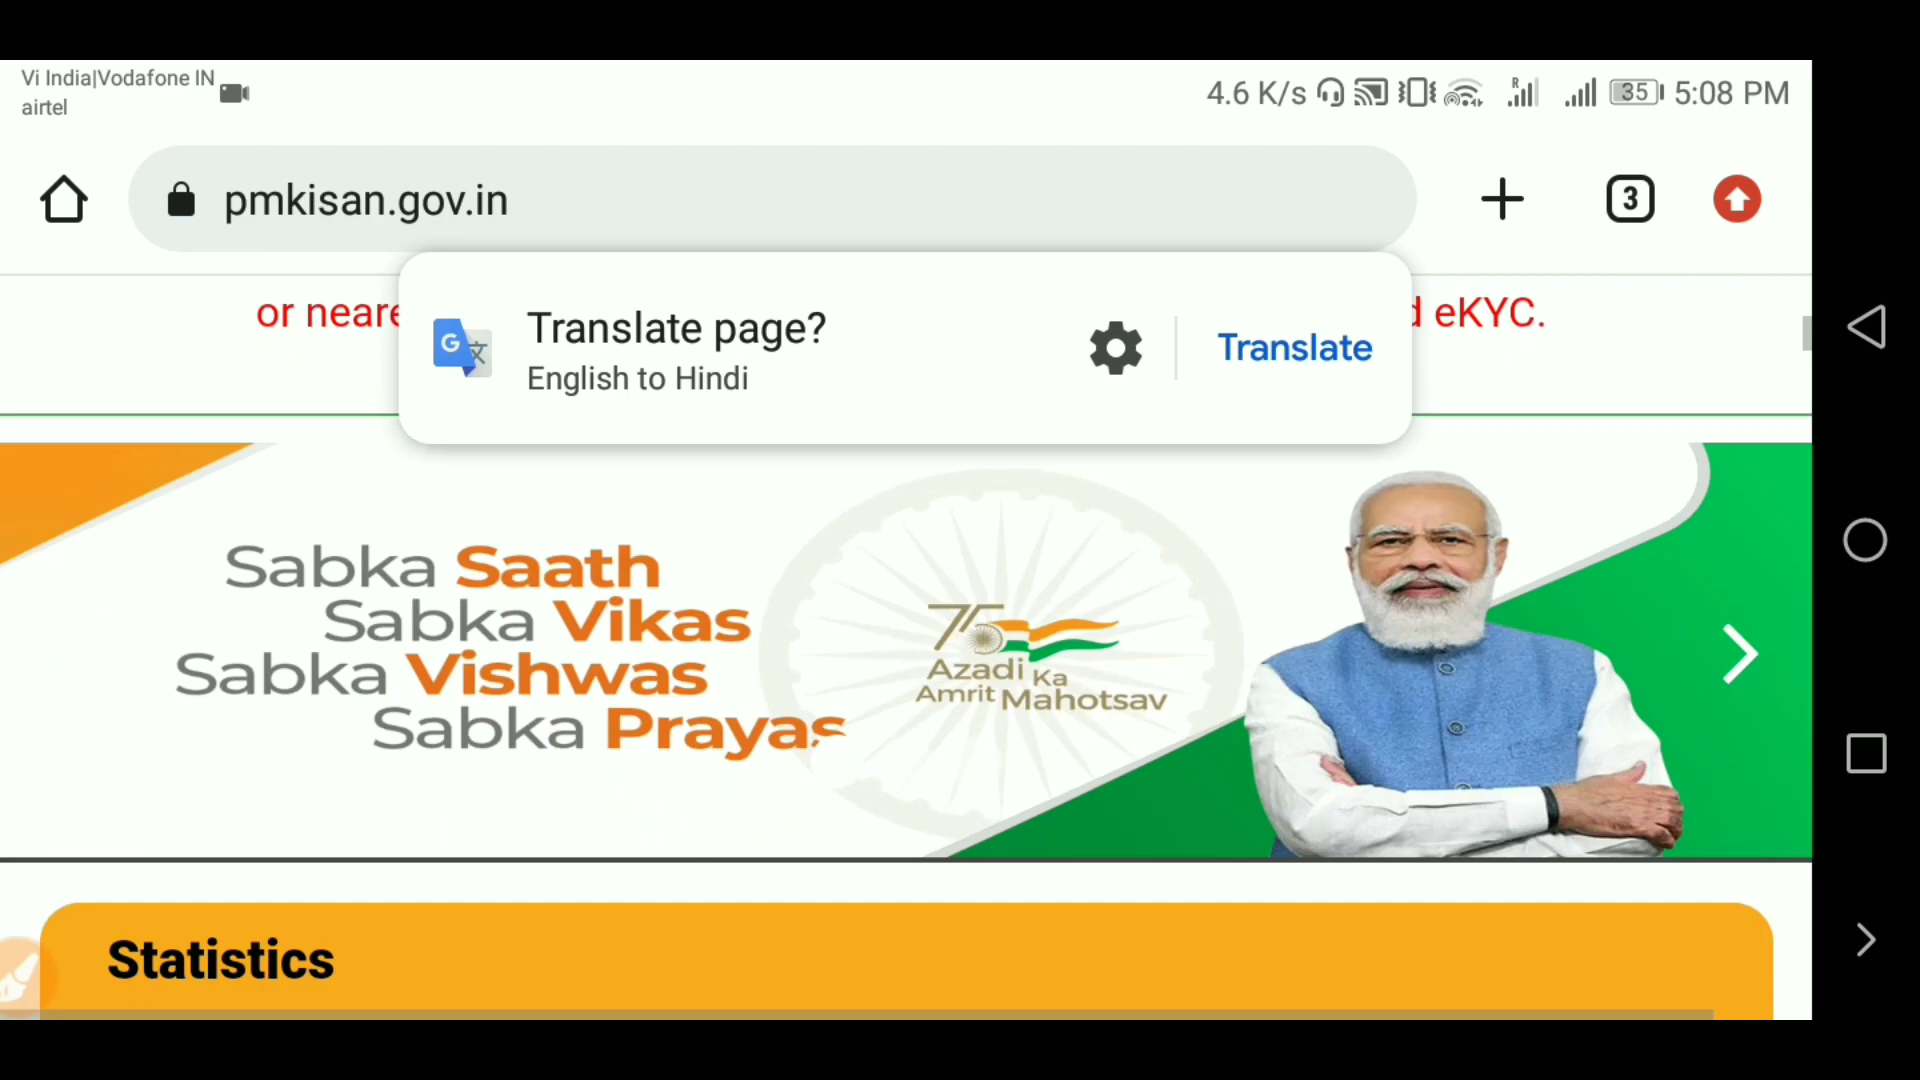 Vi India|Vodafone IN
airtel
4.6 K/s
R
35
5:08 PM
pmkisan.gov.in
3
or neare
d eKYC.
G 文
Translate page?
English to Hindi
Translate
Sabka Saath
Sabka Vikas
Sabka Vishwas
Sabka Prayas
75
Azadi Ka
Amrit Mahotsav
Statistics